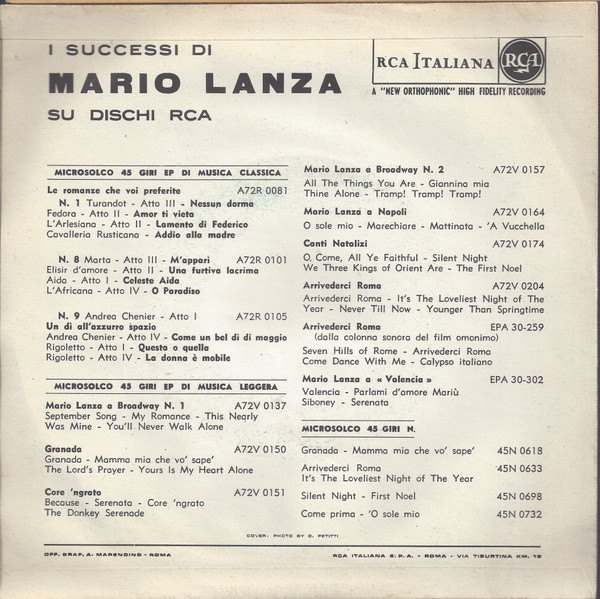 I SUCCESSI DI
MARIO LANZA
SU DISCHI RCA
RCA ITALIANA
RCA
A "NEW ORTHOPHONIC" HIGH FIDELITY RECORDING
MICROSOLCO 45 GIRI EP DI MUSICA CLASSICA
Le romanze che voi preferite A72R 0081
N. 1 Turandot - Atto III - Nessun dorma
Fedora - Atto II - Amor ti vieta
L'Arlesiana - Atto II - Lamento di Federico
Cavalleria Rusticana - Addio alla madre
N. 8 Marta - Atto III - M'appari A72R 0101
Elisir d'amore - Atto II - Una furtiva lacrima
Aida - Atto I - Celeste Aida
L'Africana - Atto IV - O Paradiso
N. 9 Andrea Chenier - Atto I A72R 0105
Un dì all'azzurro spazio
Andrea Chenier - Atto IV - Come un bel dì di maggio
Rigoletto - Atto I - Questa o quella
Rigoletto - Atto IV - La donna è mobile
MICROSOLCO 45 GIRI EP DI MUSICA LEGGERA
Mario Lanza a Broadway N. 1 A72V 0137
September Song - My Romance - This Nearly
Was Mine - You'll Never Walk Alone
Granada A72V 0150
Granada - Mamma mia che vo' sape'
The Lord's Prayer - Yours Is My Heart Alone
Core 'ngrato A72V 0151
Because - Serenata - Core 'ngrato
The Donkey Serenade
Mario Lanza a Broadway N. 2 A72V 0157
All The Things You Are - Giannina mia
Thine Alone - Tramp! Tramp! Tramp!
Mario Lanza a Napoli A72V 0164
O sole mio - Marechiare - Mattinata - 'A Vucchella
Canti Natalizi A72V 0174
O, Come, All Ye Faithful - Silent Night
We Three Kings of Orient Are - The First Noel
Arrivederci Roma A72V 0204
Arrivederci Roma - It's The Loveliest Night of The
Year - Never Till Now - Younger Than Springtime
Arrivederci Roma EPA 30-259
(dalla colonna sonora del film omonimo)
Seven Hills of Rome - Arrivederci Roma
Come Dance With Me - Calypso italiano
Mario Lanza a « Valencia » EPA 30-302
Valencia - Parlami d'amore Mariù
Siboney - Serenata
MICROSOLCO 45 GIRI N.
Granada - Mamma mia che vo' sape' 45N 0618
Arrivederci Roma 45N 0633
It's The Loveliest Night of The Year
Silent Night - First Noel 45N 0698
Come prima - 'O sole mio 45N 0732
COVER: PHOTO BY G. PETITTI
OFF. GRAF. A. MARENDINO - ROMA
RCA ITALIANA S.P.A. - ROMA - VIA TIBURTINA KM. 12